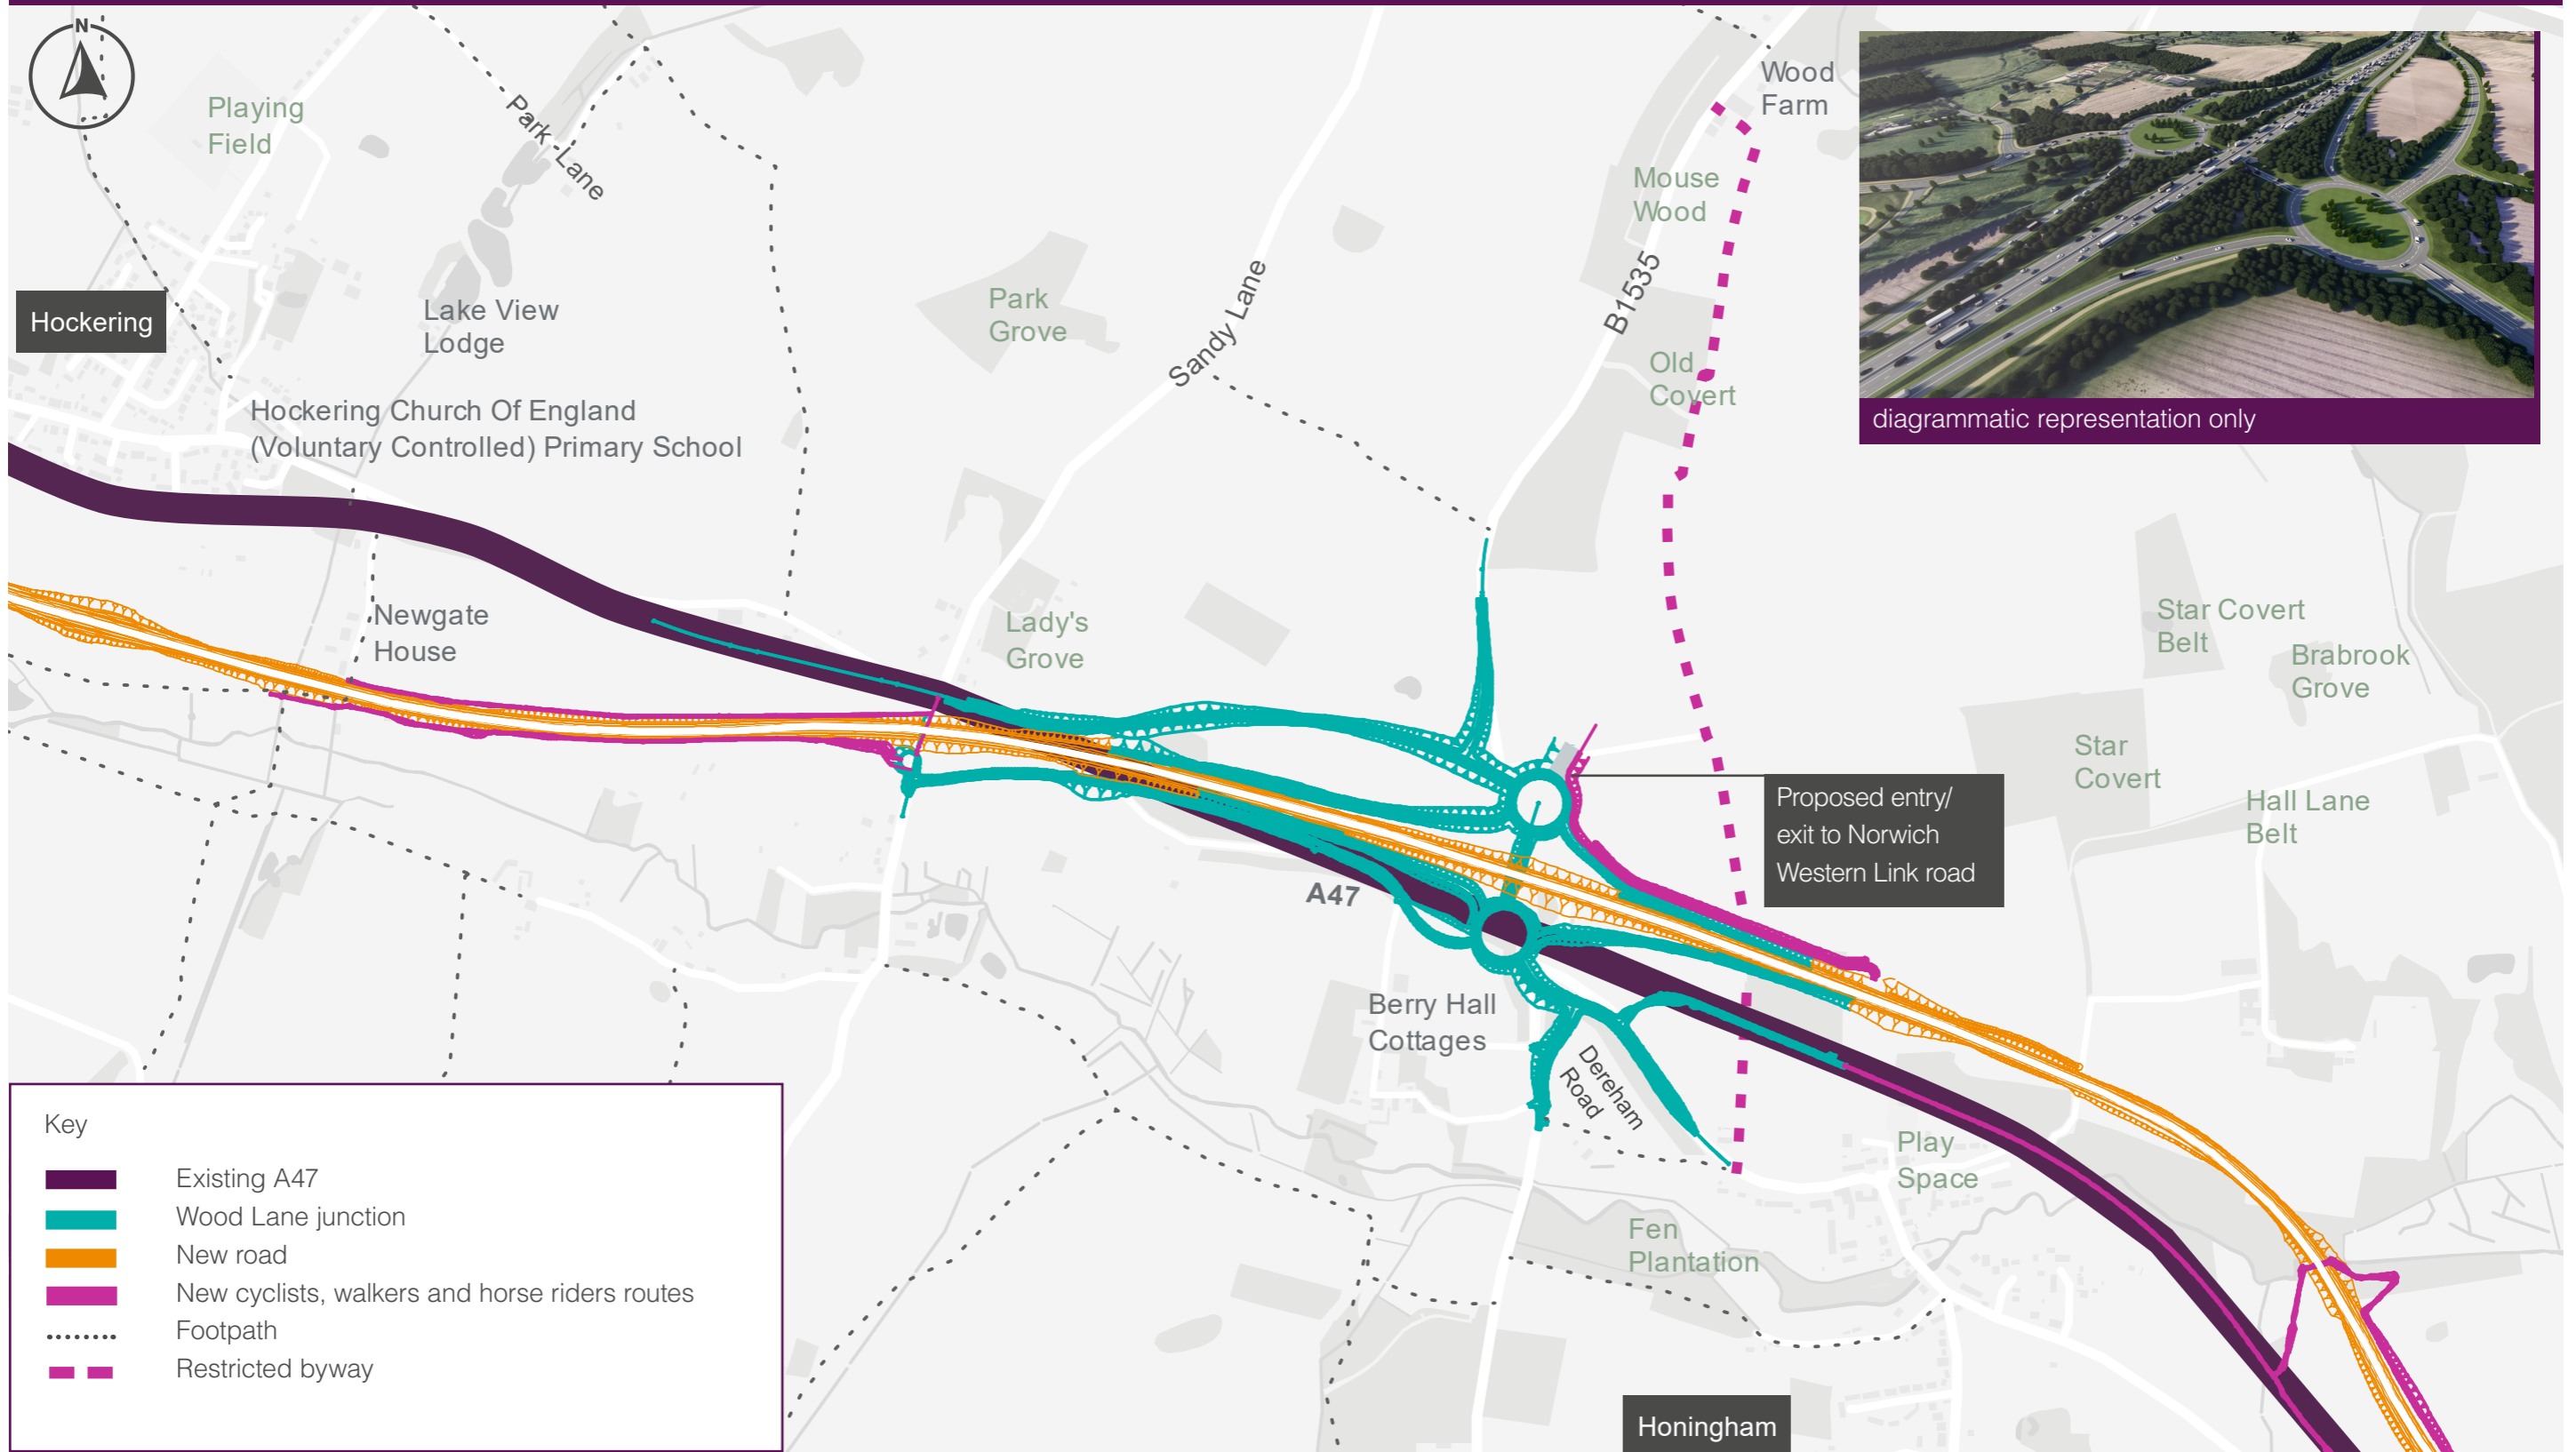 N
Playing
Field
Park Lane
Wood
Farm
Mouse
Wood
Hockering
Lake View
Lodge
Park
Grove
Sandy Lane
B1535
Old
Covert
diagrammatic representation only
Hockering Church Of England
(Voluntary Controlled) Primary School
Newgate
House
Lady's
Grove
Star Covert
Belt
Brabrook
Grove
Star
Covert
Hall Lane
Belt
Proposed entry/
exit to Norwich
Western Link road
A47
Berry Hall
Cottages
Dereham
Road
Play
Space
Fen
Plantation
Honingham
Key
Existing A47
Wood Lane junction
New road
New cyclists, walkers and horse riders routes
Footpath
Restricted byway